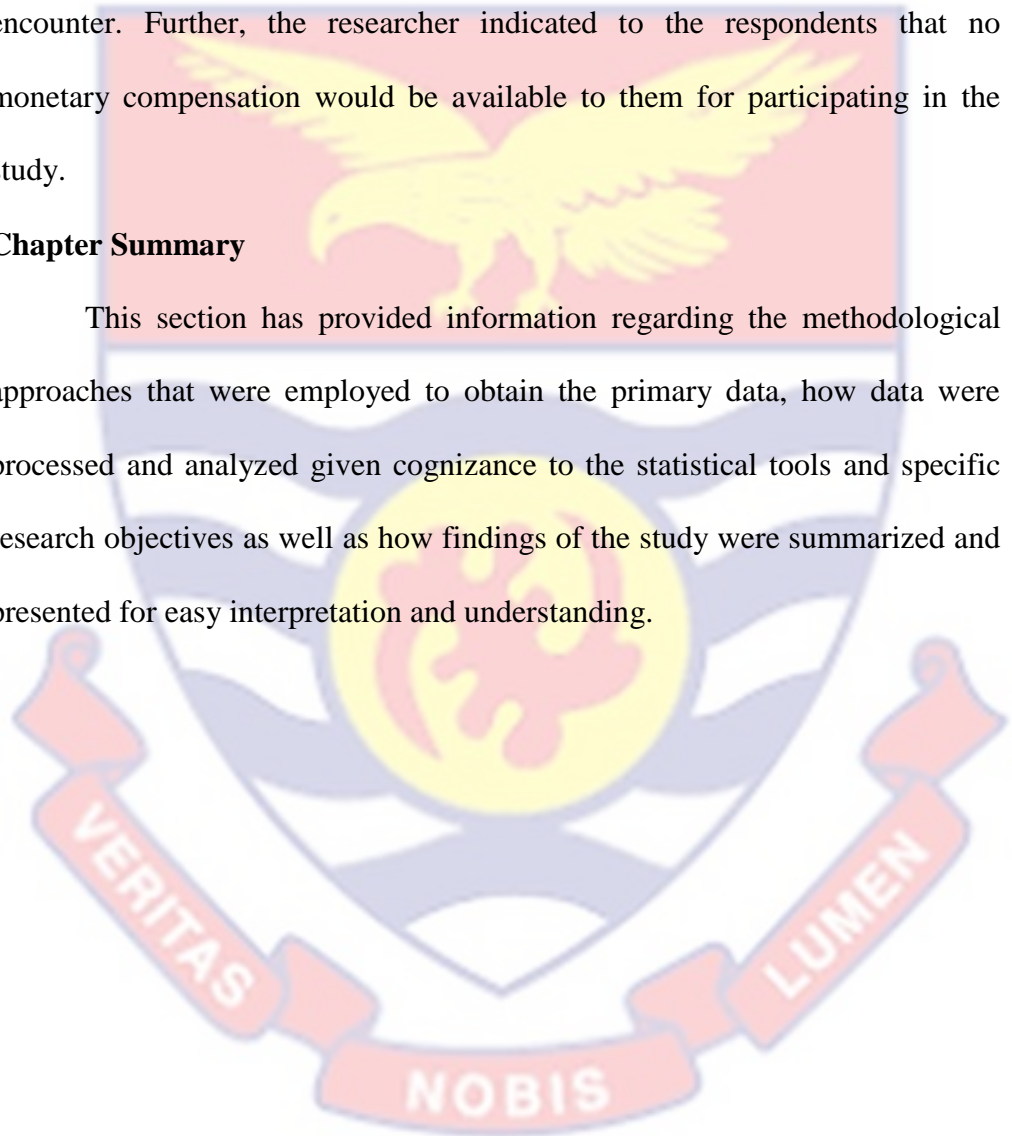 encounter. Further, the researcher indicated to the respondents that no
monetary compensation would be available to them for participating in the
study.
Chapter Summary
This section has provided information regarding the methodological
approaches that were employed to obtain the primary data, how data were
processed and analyzed given cognizance to the statistical tools and specific
research objectives as well as how findings of the study were summarized and
presented for easy interpretation and understanding.
VERITAS
NOBIS
LUMEN